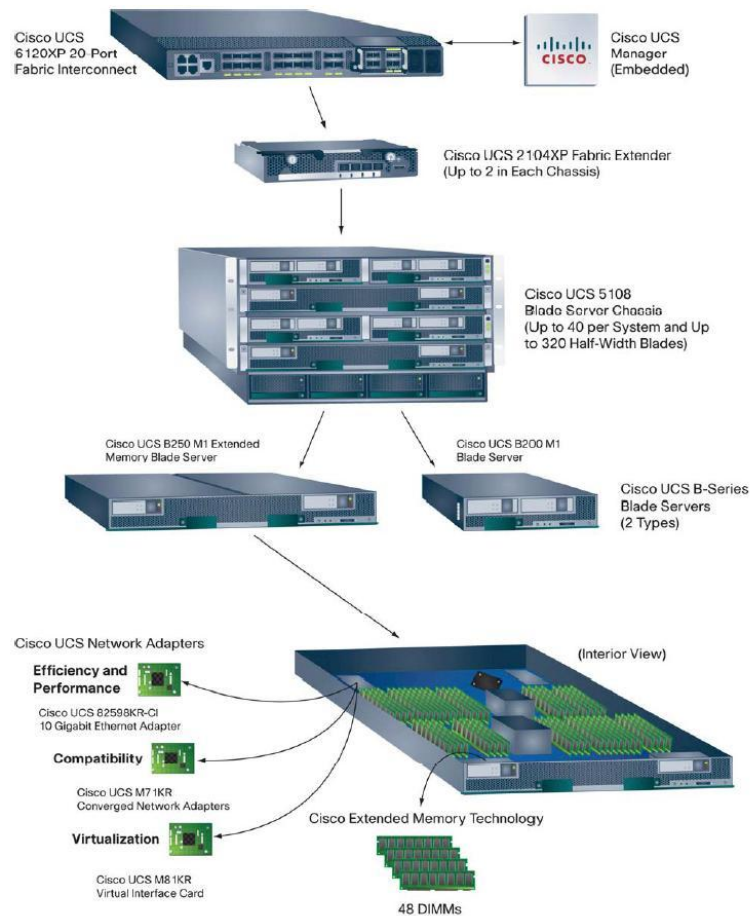 Cisco UCS
6120XP 20-Port
Fabric Interconnect
CISCO
Cisco UCS
Manager
(Embedded)
Cisco UCS 2104XP Fabric Extender
(Up to 2 in Each Chassis)
Cisco UCS 5108
Blade Server Chassis
(Up to 40 per System and Up
to 320 Half-Width Blades)
Cisco UCS B250 M1 Extended
Memory Blade Server
Cisco UCS B200 M1
Blade Server
Cisco UCS B-Series
Blade Servers
(2 Types)
Cisco UCS Network Adapters
(Interior View)
Efficiency and
Performance
Cisco UCS 82598KR-CI
10 Gigabit Ethernet Adapter
Compatibility
Cisco UCS M71KR
Converged Network Adapters
Virtualization
Cisco UCS M81KR
Virtual Interface Card
Cisco Extended Memory Technology
48 DIMMs